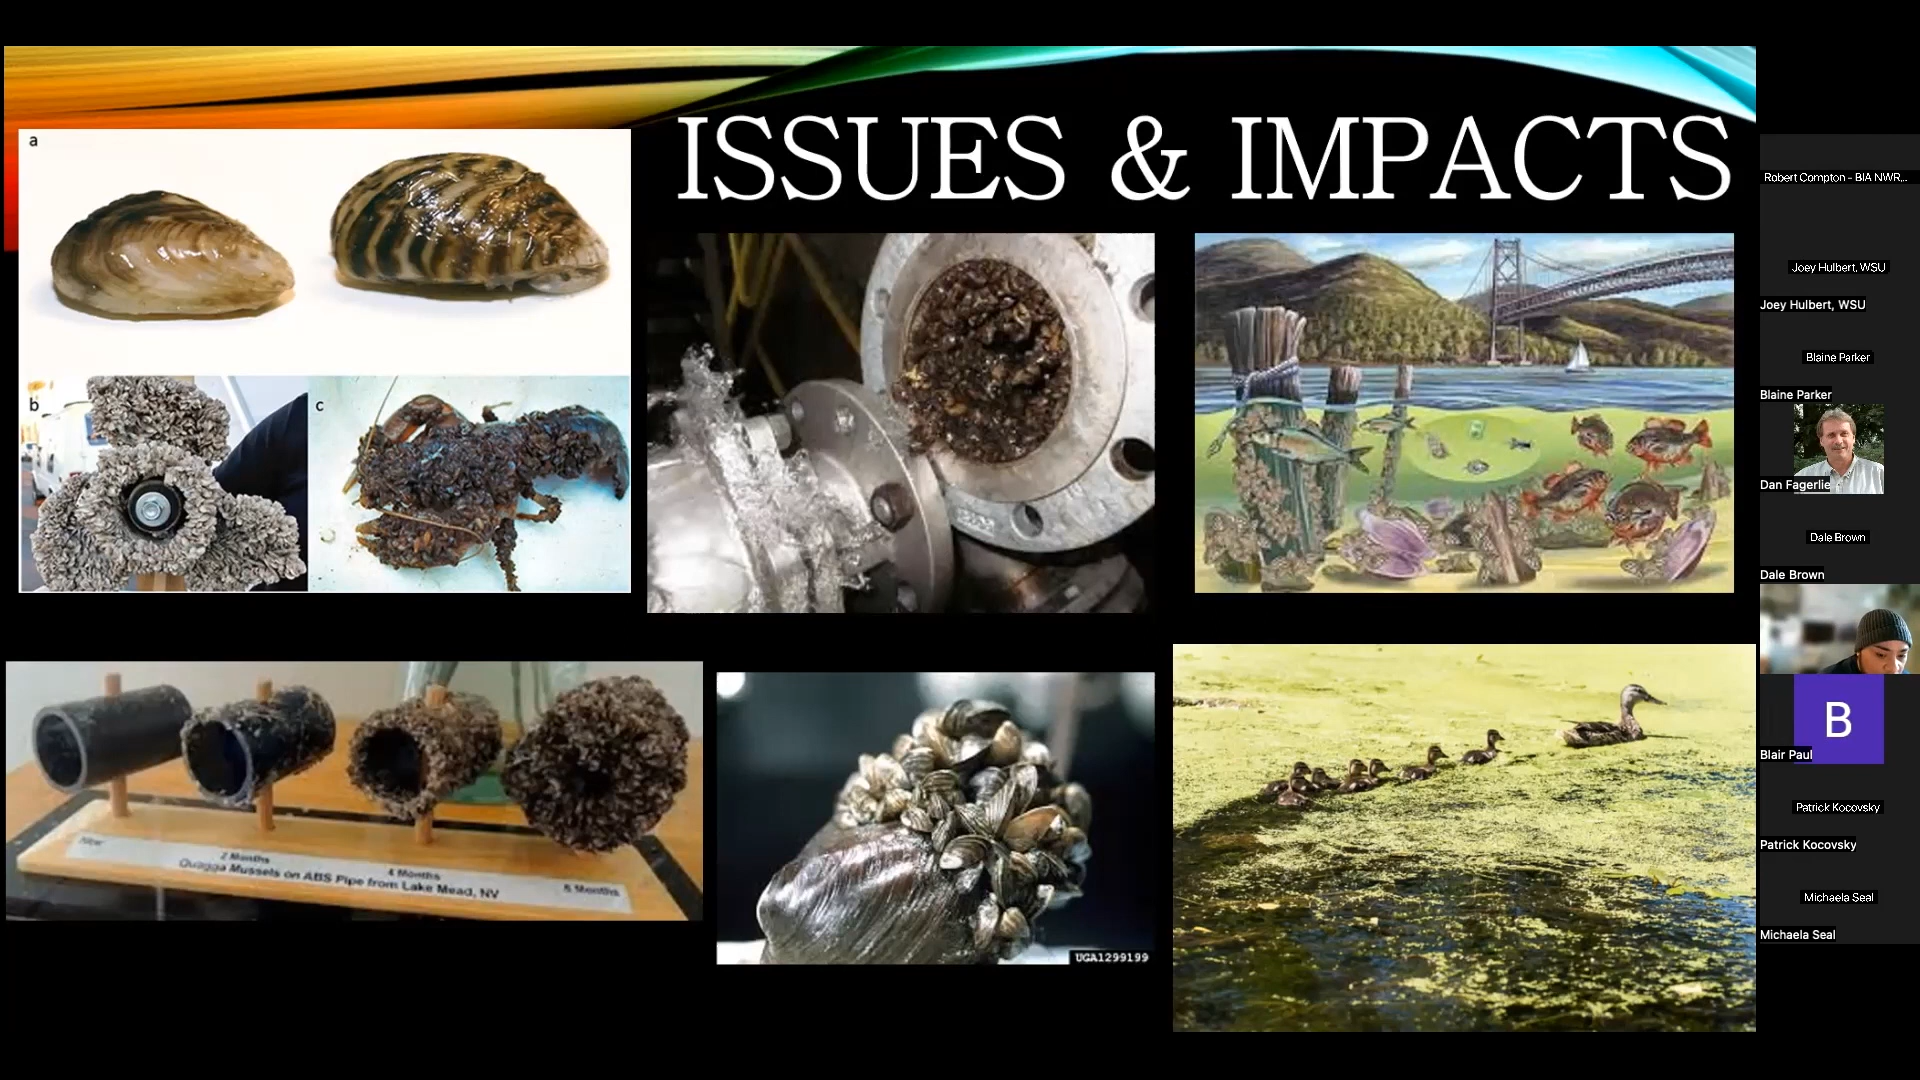 ISSUES & IMPACTS
a
b
c
New
2 Months
4 Months
6 Months
Quagga Mussels on ABS Pipe from Lake Mead, NV
UGA1299199
Robert Compton - BIA NWR,...
Joey Hulbert, WSU
Joey Hulbert, WSU
Blaine Parker
Blaine Parker
Dan Fagerlie
Dale Brown
Dale Brown
B
Blair Paul
Patrick Kocovsky
Patrick Kocovsky
Michaela Seal
Michaela Seal